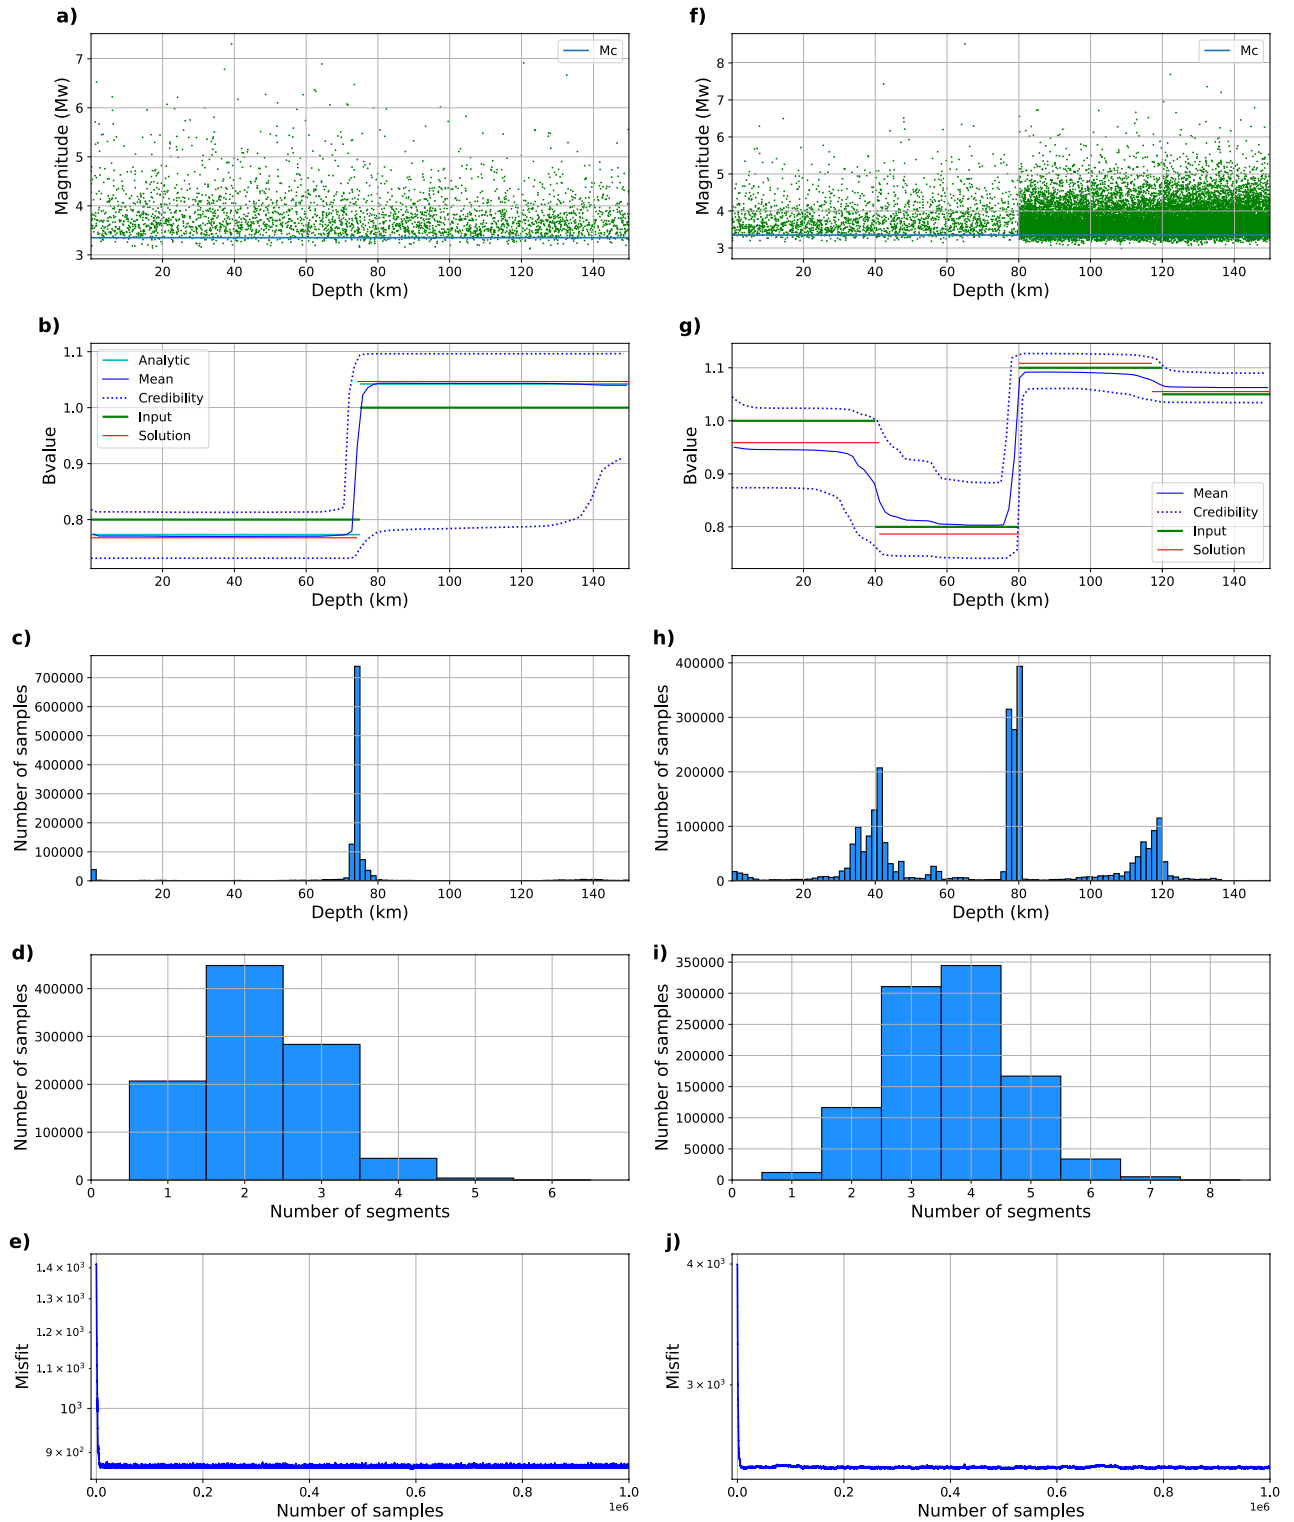 a)
Magnitude (Mw)
7
6
5
4
3
Mc
0 20 40 60 80 100 120 140
Depth (km)
f)
Magnitude (Mw)
8
7
6
5
4
3
Mc
20 40 60 80 100 120 140
Depth (km)
b)
Bvalue
1.1
1.0
0.9
0.8
Analytic
Mean
Credibility
Input
Solution
20 40 60 80 100 120 140
Depth (km)
g)
Bvalue
1.1
1.0
0.9
0.8
Mean
Credibility
Input
Solution
20 40 60 80 100 120 140
Depth (km)
c)
Number of samples
700000
600000
500000
400000
300000
200000
100000
0
20 40 60 80 100 120 140
Depth (km)
h)
Number of samples
400000
300000
200000
100000
0
20 40 60 80 100 120 140
Depth (km)
d)
Number of samples
400000
300000
200000
100000
0
0 1 2 3 4 5 6
Number of segments
i)
Number of samples
350000
300000
250000
200000
150000
100000
50000
0
0 1 2 3 4 5 6 7 8
Number of segments
e)
Misfit
1.4 × 10³
1.3 × 10³
1.2 × 10³
1.1 × 10³
10³
9 × 10²
0.0 0.2 0.4 0.6 0.8 1.0
1e6
Number of samples
j)
Misfit
4 × 10³
3 × 10³
0.0 0.2 0.4 0.6 0.8 1.0
1e6
Number of samples